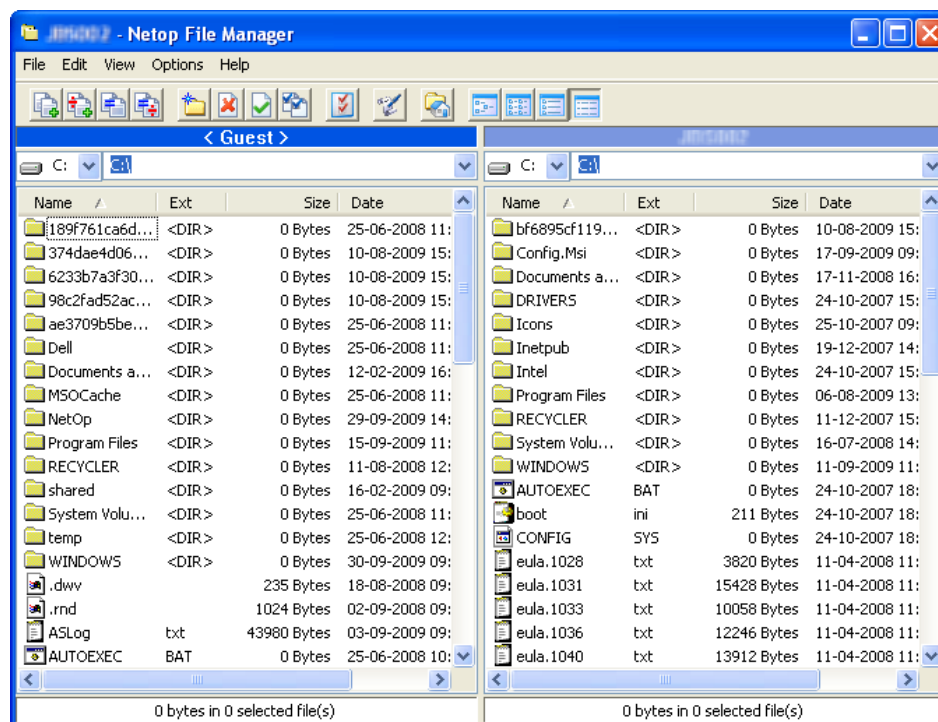 - Netop File Manager
File Edit View Options Help
< Guest >
C: C:\
C: C:\
Name Ext Size Date
189f761ca6d... <DIR> 0 Bytes 25-06-2008 11:
374dae4d06... <DIR> 0 Bytes 10-08-2009 15:
6233b7a3f30... <DIR> 0 Bytes 10-08-2009 15:
98c2fad52ac... <DIR> 0 Bytes 10-08-2009 15:
ae3709b5be... <DIR> 0 Bytes 25-06-2008 11:
Dell <DIR> 0 Bytes 25-06-2008 11:
Documents a... <DIR> 0 Bytes 12-02-2009 16:
MSOCache <DIR> 0 Bytes 25-06-2008 11:
NetOp <DIR> 0 Bytes 29-09-2009 14:
Program Files <DIR> 0 Bytes 15-09-2009 11:
RECYCLER <DIR> 0 Bytes 11-08-2008 12:
shared <DIR> 0 Bytes 16-02-2009 09:
System Volu... <DIR> 0 Bytes 25-06-2008 11:
temp <DIR> 0 Bytes 25-06-2008 12:
WINDOWS <DIR> 0 Bytes 30-09-2009 09:
.dwv 235 Bytes 18-08-2008 09:
.rnd 1024 Bytes 02-09-2008 09:
ASLog txt 43980 Bytes 03-09-2009 09:
AUTOEXEC BAT 0 Bytes 25-06-2008 10:
0 bytes in 0 selected file(s)
Name Ext Size Date
bf6895cf119... <DIR> 0 Bytes 10-08-2009 15:
Config.Msi <DIR> 0 Bytes 17-09-2009 09:
Documents a... <DIR> 0 Bytes 17-11-2008 16:
DRIVERS <DIR> 0 Bytes 24-10-2007 15:
Icons <DIR> 0 Bytes 25-10-2007 09:
Inetpub <DIR> 0 Bytes 19-12-2007 14:
Intel <DIR> 0 Bytes 24-10-2007 15:
Program Files <DIR> 0 Bytes 06-08-2009 13:
RECYCLER <DIR> 0 Bytes 11-12-2007 15:
System Volu... <DIR> 0 Bytes 16-07-2008 14:
WINDOWS <DIR> 0 Bytes 11-09-2009 11:
AUTOEXEC BAT 0 Bytes 24-10-2007 18:
boot ini 211 Bytes 24-10-2007 18:
CONFIG SYS 0 Bytes 24-10-2007 18:
eula.1028 txt 3820 Bytes 11-04-2008 11:
eula.1031 txt 15428 Bytes 11-04-2008 11:
eula.1033 txt 10058 Bytes 11-04-2008 11:
eula.1036 txt 12246 Bytes 11-04-2008 11:
eula.1040 txt 13912 Bytes 11-04-2008 11:
0 bytes in 0 selected file(s)